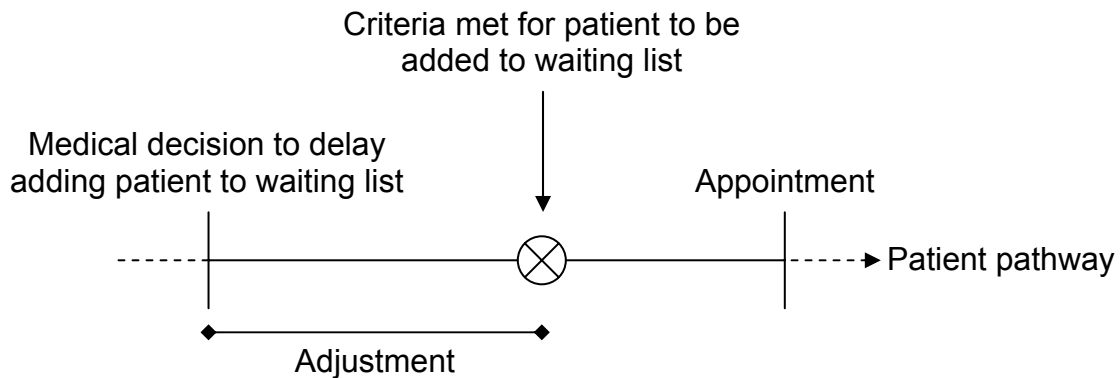 Criteria met for patient to be
added to waiting list
Medical decision to delay
adding patient to waiting list
Appointment
Patient pathway
Adjustment